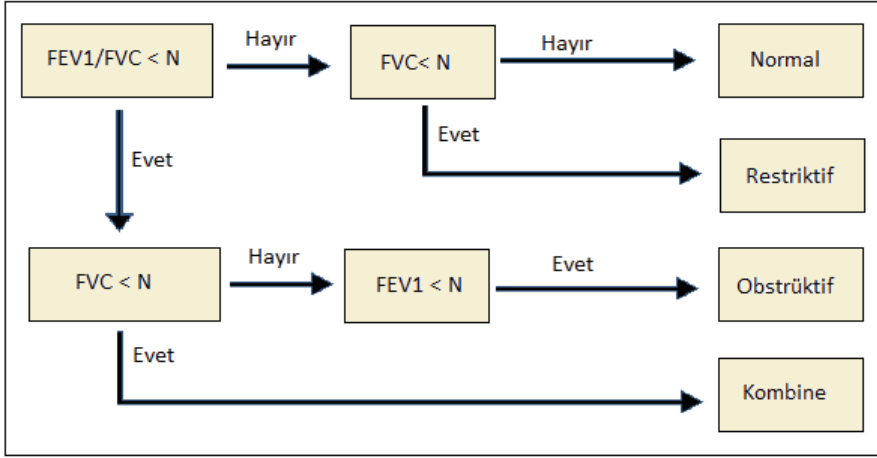 FEV1/FVC < N
Hayır
FVC< N
Hayır
Normal
Evet
Evet
Restriktif
FVC < N
Hayır
FEV1 < N
Evet
Obstrüktif
Evet
Kombine